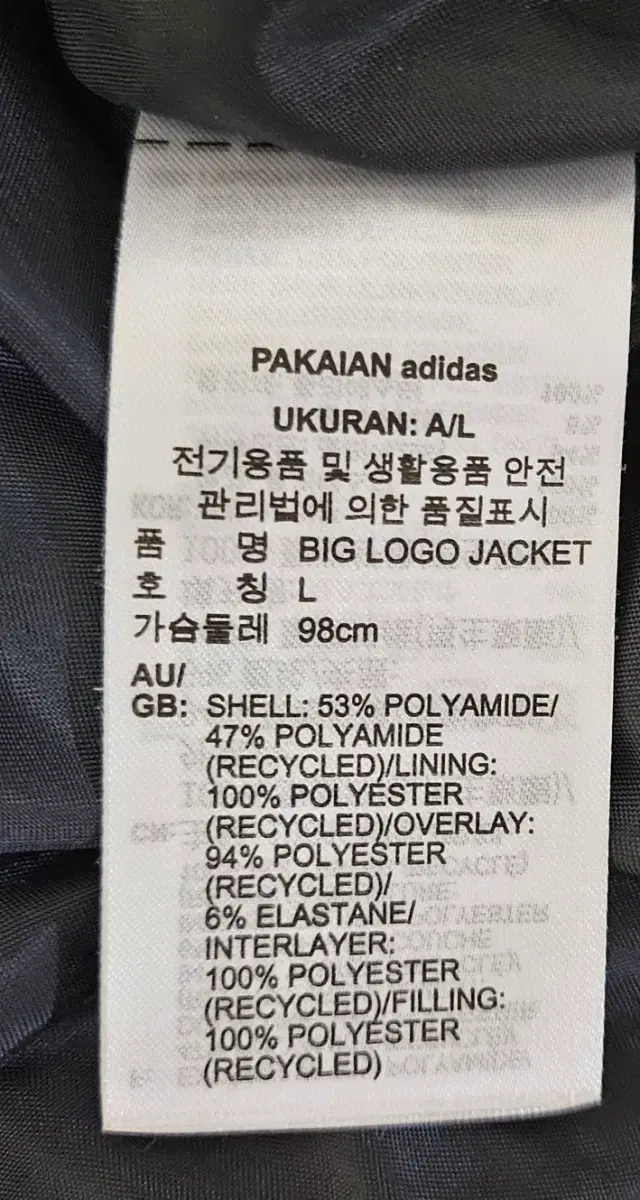 PAKAIAN adidas
UKURAN: A/L
전기용품 및 생활용품 안전
관리법에 의한 품질표시
품 명 BIG LOGO JACKET
호 칭 L
가슴둘레 98cm
AU/
GB: SHELL: 53% POLYAMIDE/
47% POLYAMIDE
(RECYCLED)/LINING:
100% POLYESTER
(RECYCLED)/OVERLAY:
94% POLYESTER
(RECYCLED)/
6% ELASTANE/
INTERLAYER:
100% POLYESTER
(RECYCLED)/FILLING:
100% POLYESTER
(RECYCLED)